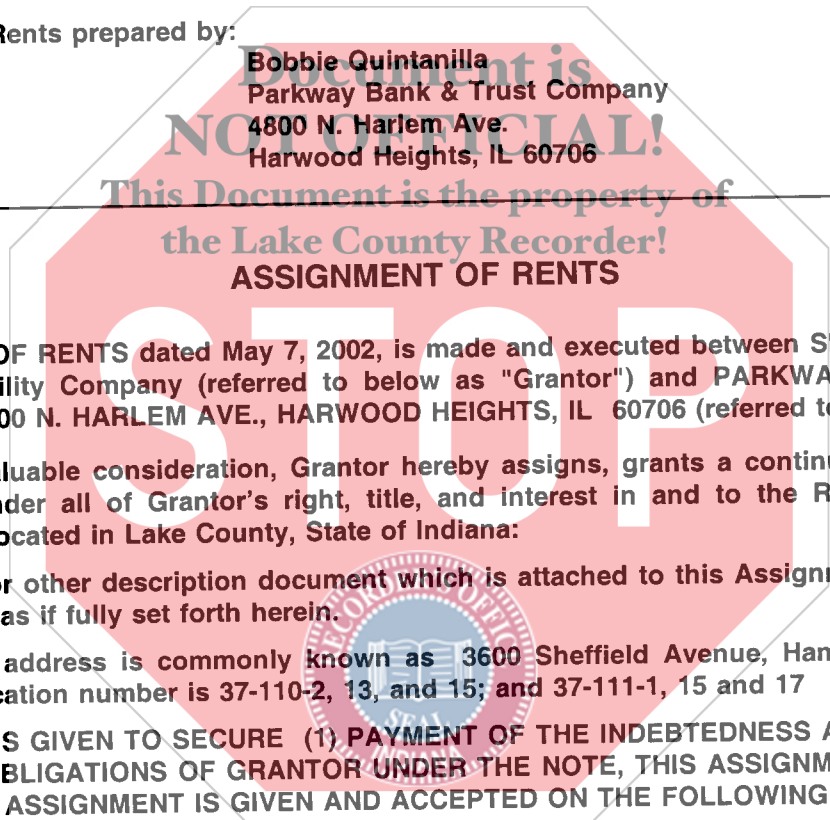 Rents prepared by:
Bobbie Quintanilla
Document is
Parkway Bank & Trust Company
4800 N. Harlem Ave.
NOT OFFICIAL!
Harwood Heights, IL 60706
This Document is the property of
the Lake County Recorder!
ASSIGNMENT OF RENTS
STOP
OF RENTS dated May 7, 2002, is made and executed between S
ility Company (referred to below as "Grantor") and PARKWA
00 N. HARLEM AVE., HARWOOD HEIGHTS, IL 60706 (referred to
luable consideration, Grantor hereby assigns, grants a continu
nder all of Grantor's right, title, and interest in and to the R
ocated in Lake County, State of Indiana:
or other description document which is attached to this Assignm
as if fully set forth herein.
address is commonly known as 3600 Sheffield Avenue, Ham
cation number is 37-110-2, 13, and 15; and 37-111-1, 15 and 17
S GIVEN TO SECURE (1) PAYMENT OF THE INDEBTEDNESS A
BLIGATIONS OF GRANTOR UNDER THE NOTE, THIS ASSIGNM
ASSIGNMENT IS GIVEN AND ACCEPTED ON THE FOLLOWING
SEAL
INDIANA